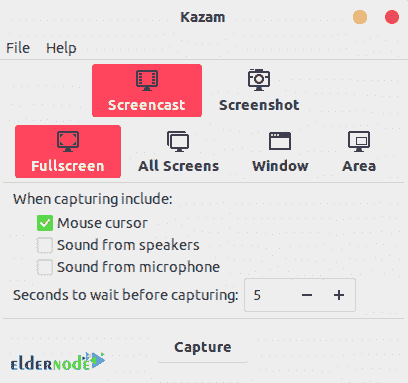 Kazam
File Help
Screencast Screenshot
Fullscreen All Screens Window Area
When capturing include:
Mouse cursor
Sound from speakers
Sound from microphone
Seconds to wait before capturing: 5 − +
Capture
eLDERNODE